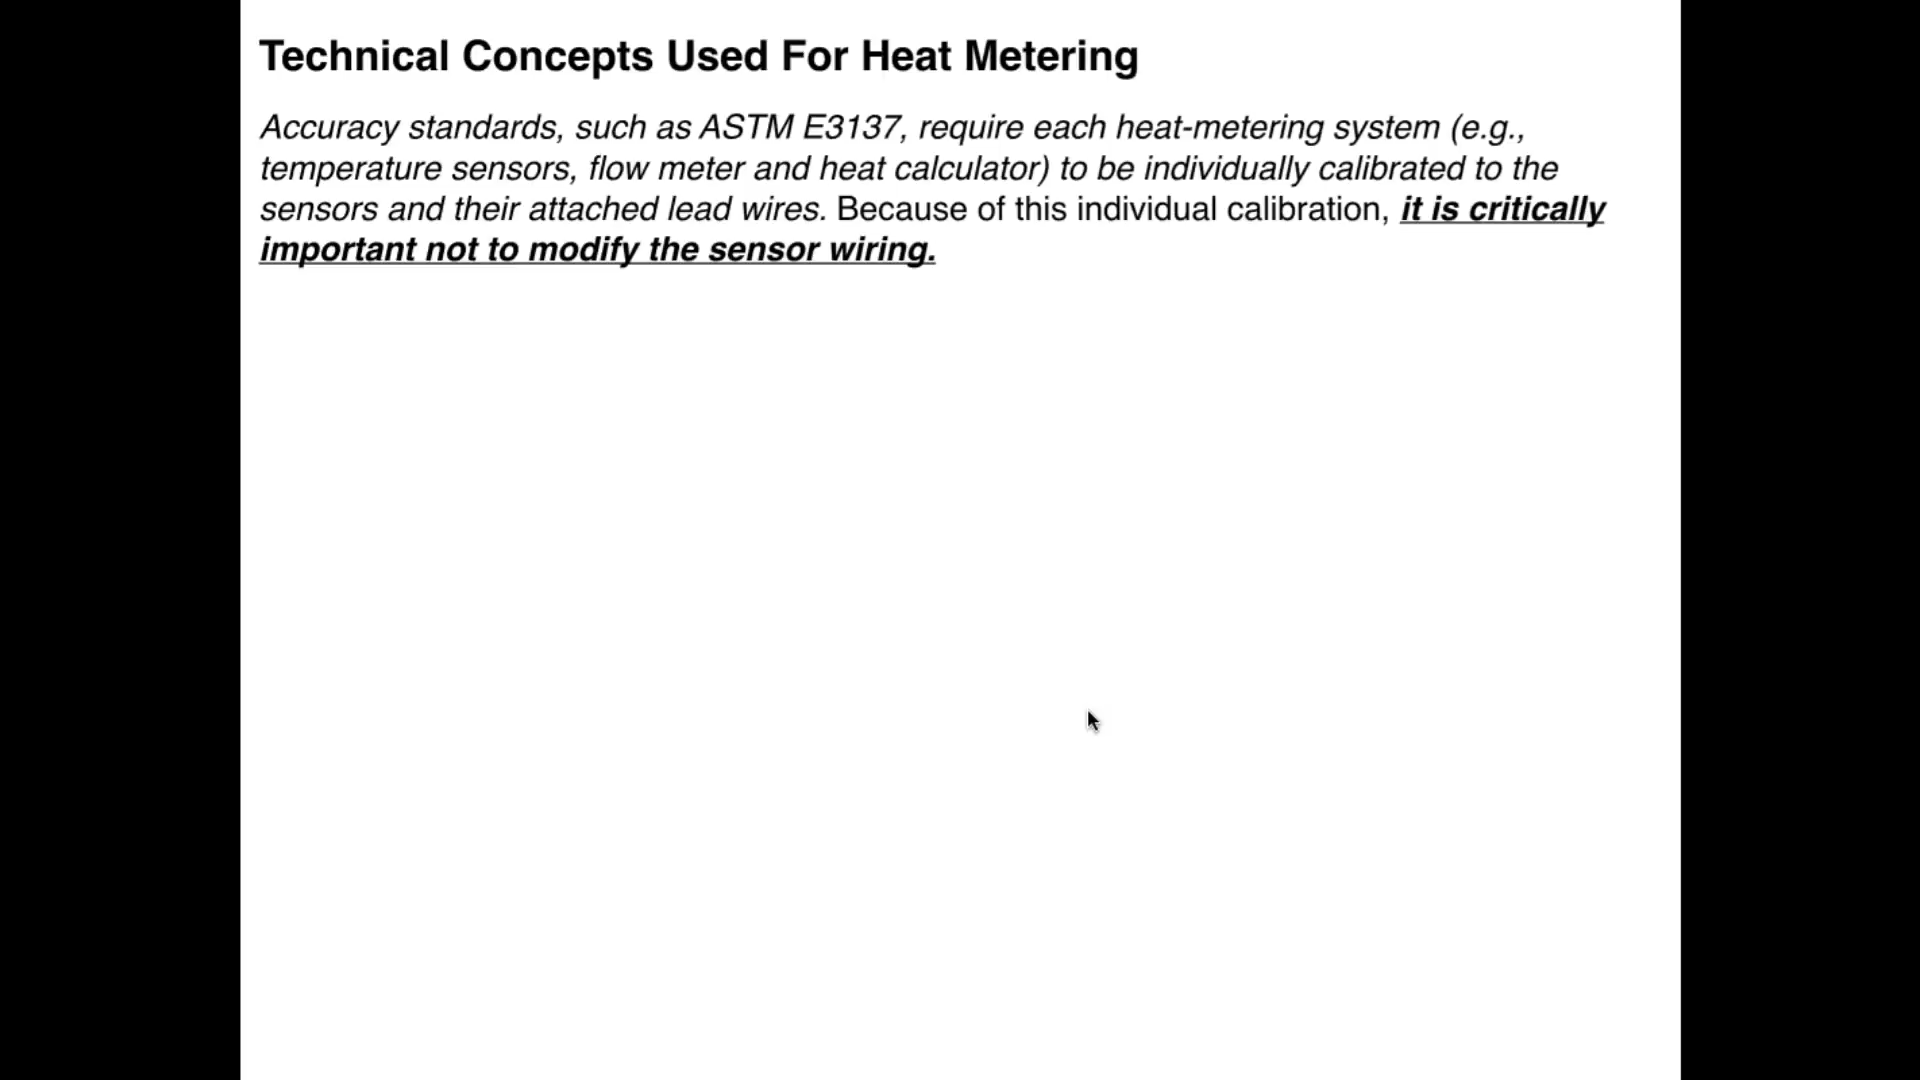 Technical Concepts Used For Heat Metering
Accuracy standards, such as ASTM E3137, require each heat-metering system (e.g.,
temperature sensors, flow meter and heat calculator) to be individually calibrated to the
sensors and their attached lead wires. Because of this individual calibration, it is critically
important not to modify the sensor wiring.